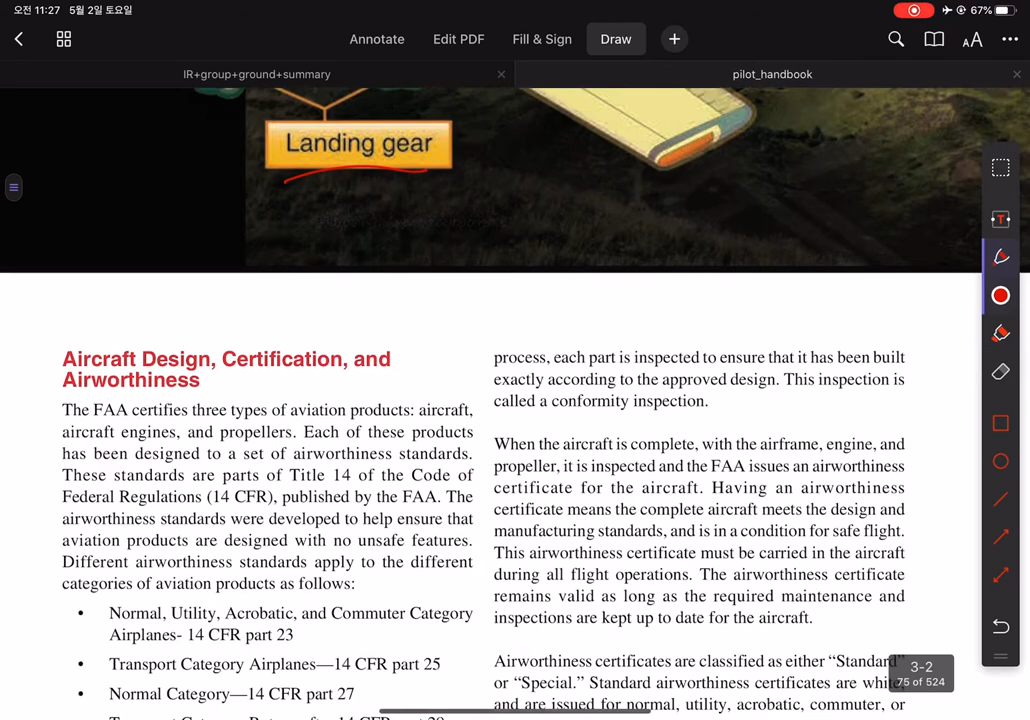 오전 11:27 5월 2일 토요일
67%
Annotate Edit PDF Fill & Sign Draw
AA
IR+group+ground+summary
pilot_handbook
Landing gear
T
Aircraft Design, Certification, and
Airworthiness
The FAA certifies three types of aviation products: aircraft,
aircraft engines, and propellers. Each of these products
has been designed to a set of airworthiness standards.
These standards are parts of Title 14 of the Code of
Federal Regulations (14 CFR), published by the FAA. The
airworthiness standards were developed to help ensure that
aviation products are designed with no unsafe features.
Different airworthiness standards apply to the different
categories of aviation products as follows:
• Normal, Utility, Acrobatic, and Commuter Category
Airplanes- 14 CFR part 23
• Transport Category Airplanes—14 CFR part 25
• Normal Category—14 CFR part 27
process, each part is inspected to ensure that it has been built
exactly according to the approved design. This inspection is
called a conformity inspection.
When the aircraft is complete, with the airframe, engine, and
propeller, it is inspected and the FAA issues an airworthiness
certificate for the aircraft. Having an airworthiness
certificate means the complete aircraft meets the design and
manufacturing standards, and is in a condition for safe flight.
This airworthiness certificate must be carried in the aircraft
during all flight operations. The airworthiness certificate
remains valid as long as the required maintenance and
inspections are kept up to date for the aircraft.
Airworthiness certificates are classified as either “Standard”
or “Special.” Standard airworthiness certificates are white,
and are issued for normal, utility, acrobatic, commuter, or
3-2
75 of 524